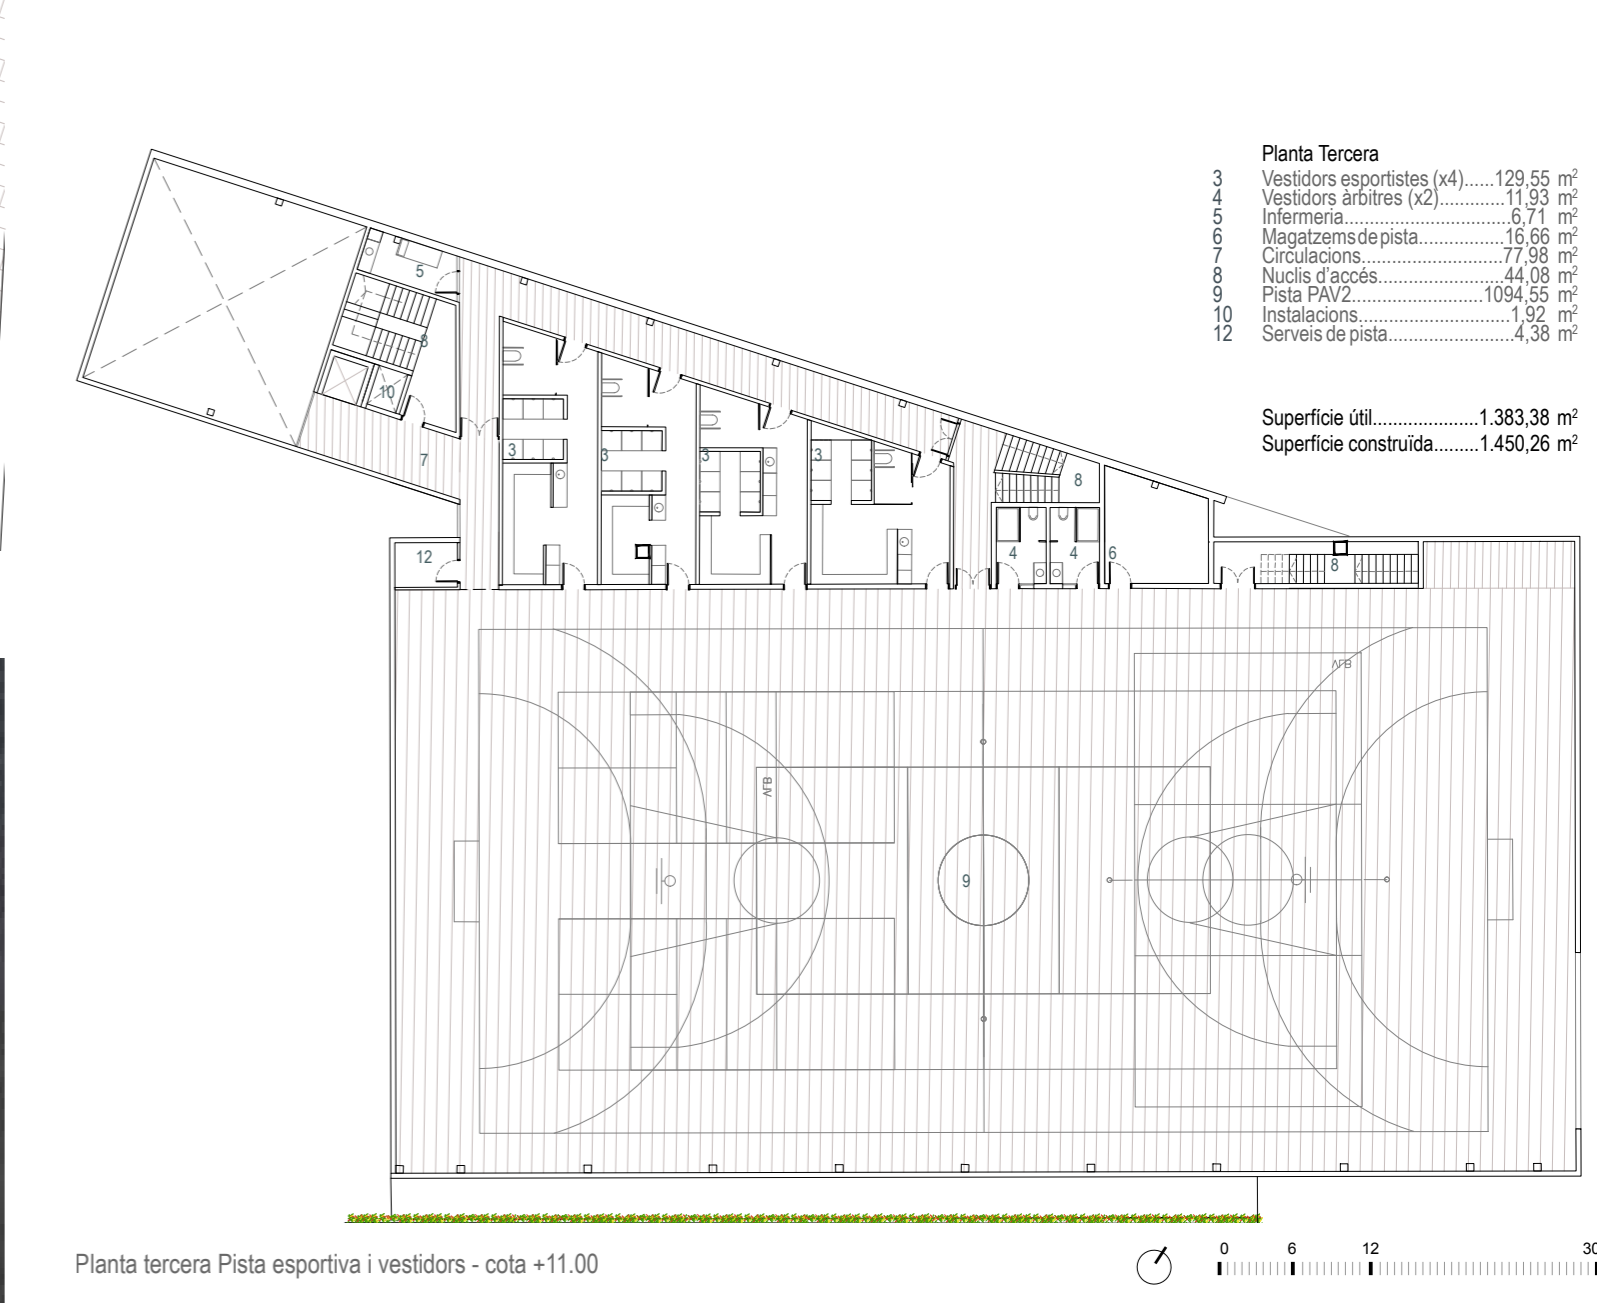 Planta Tercera
3 Vestidors esportistes (x4)......129,55 m²
4 Vestidors àrbitres (x2).............11,93 m²
5 Infermeria................................6,71 m²
6 Magatzems de pista.................16,66 m²
7 Circulacions...........................77,98 m²
8 Nuclis d'accés.........................44,08 m²
9 Pista PAV2.........................1094,55 m²
10 Instalacions..............................1,92 m²
12 Serveis de pista........................4,38 m²
Superfície útil.....................1.383,38 m²
Superfície construïda.........1.450,26 m²
5
8
10
3
3
3
3
7
8
12
4
4
6
8
9
Planta tercera Pista esportiva i vestidors - cota +11.00
0 6 12 30